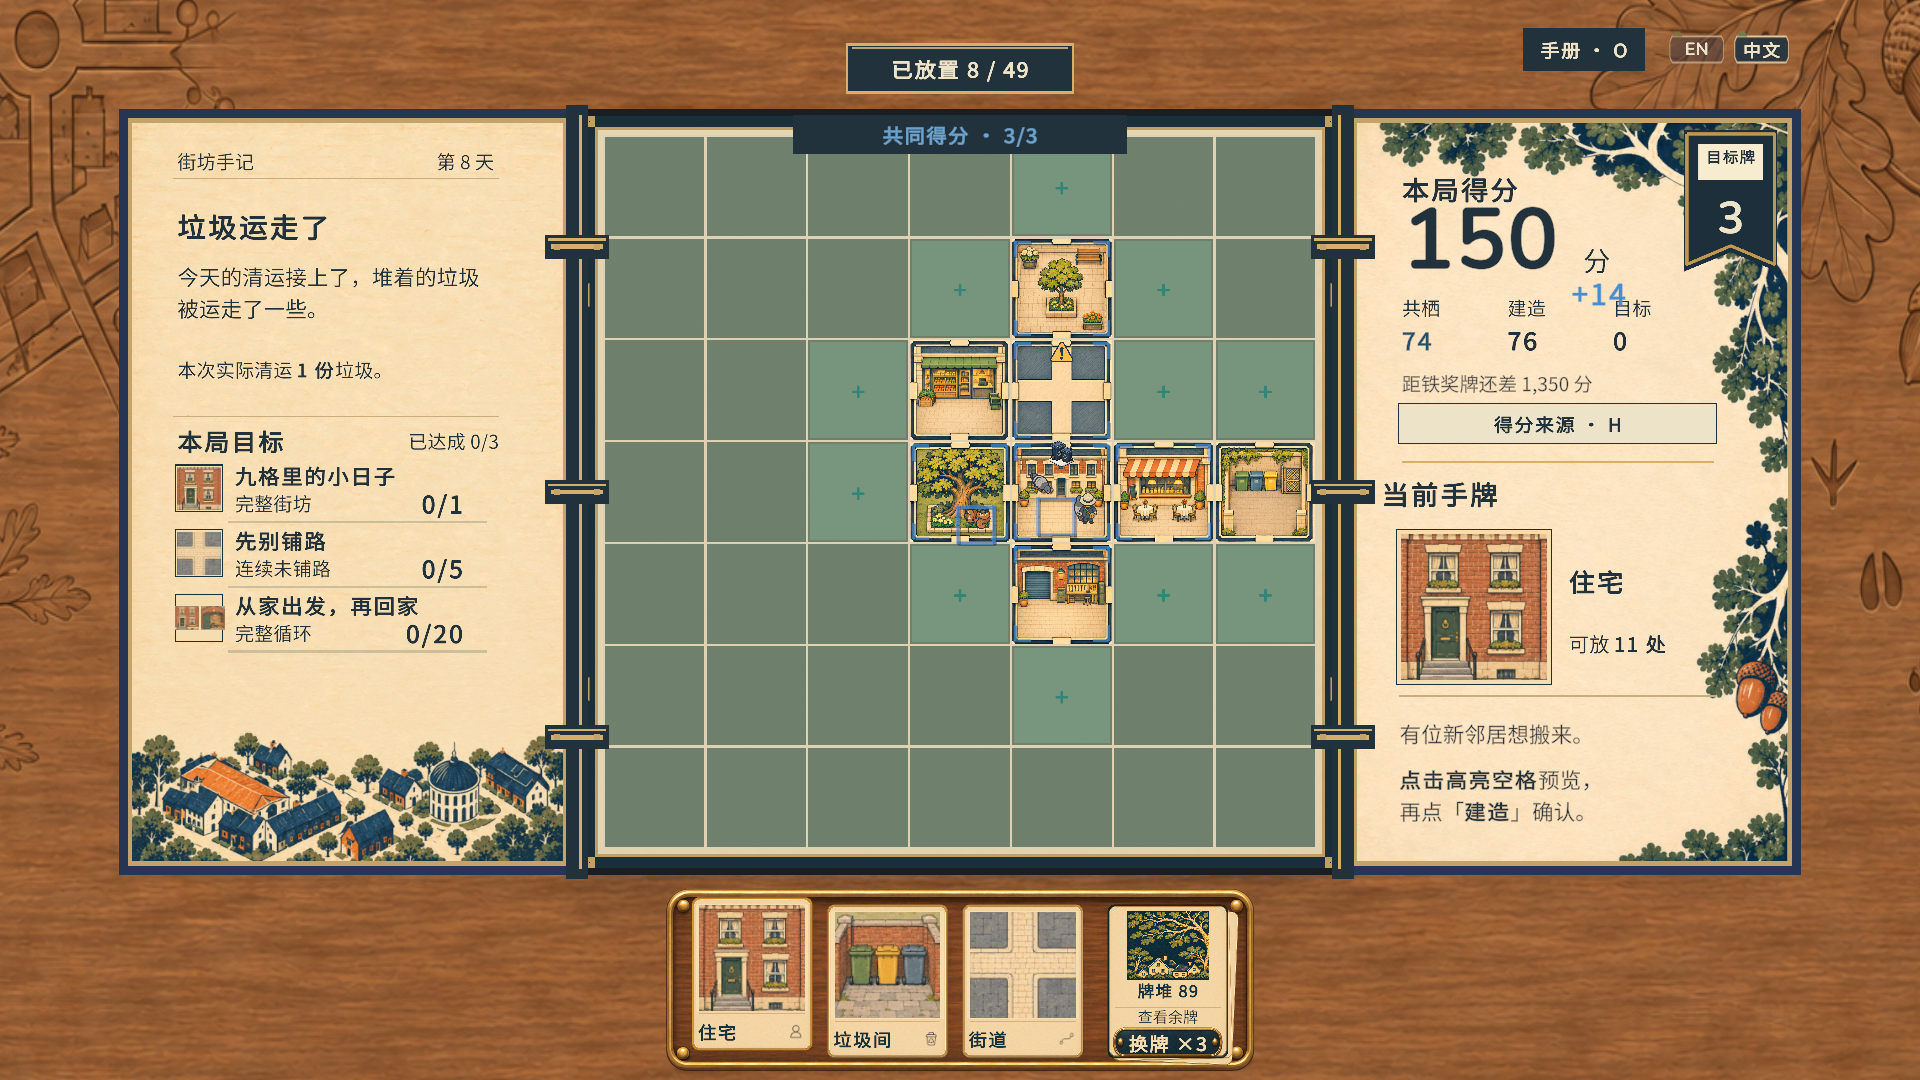 已放置 8 / 49
手册 · O
EN
中文
街坊手记
第 8 天
垃圾运走了
今天的清运接上了，堆着的垃圾
被运走了一些。
本次实际清运 1 份垃圾。
本局目标
已达成 0/3
九格里的小日子
完整街坊
0/1
先别铺路
连续未铺路
0/5
从家出发，再回家
完整循环
0/20
共同得分 · 3/3
目标牌
3
本局得分
150
分
+14
共栖
建造
目标
74
76
0
距铁奖牌还差 1,350 分
得分来源 · H
当前手牌
住宅
可放 11 处
有位新邻居想搬来。
点击高亮空格预览，
再点「建造」确认。
住宅
垃圾间
街道
牌堆 89
查看余牌
换牌 ×3